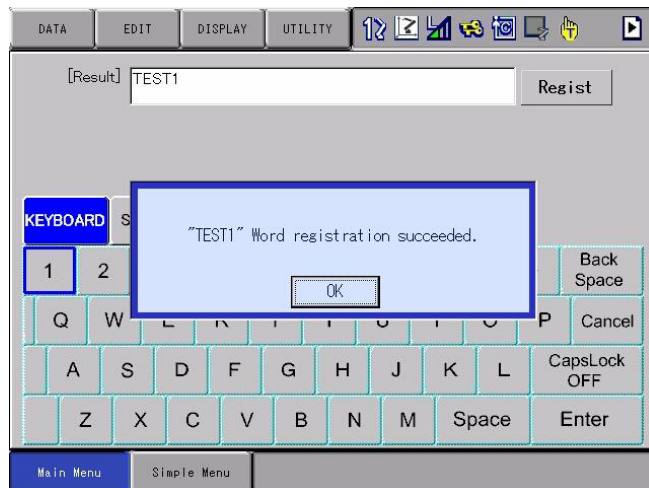 DATA EDIT DISPLAY UTILITY
[Result] TEST1 Regist
KEYBOARD S
"TEST1" Word registration succeeded.
OK
1 2 Back Space
Q W P Cancel
A S D F G H J K L CapsLock OFF
Z X C V B N M Space Enter
Main Menu Simple Menu